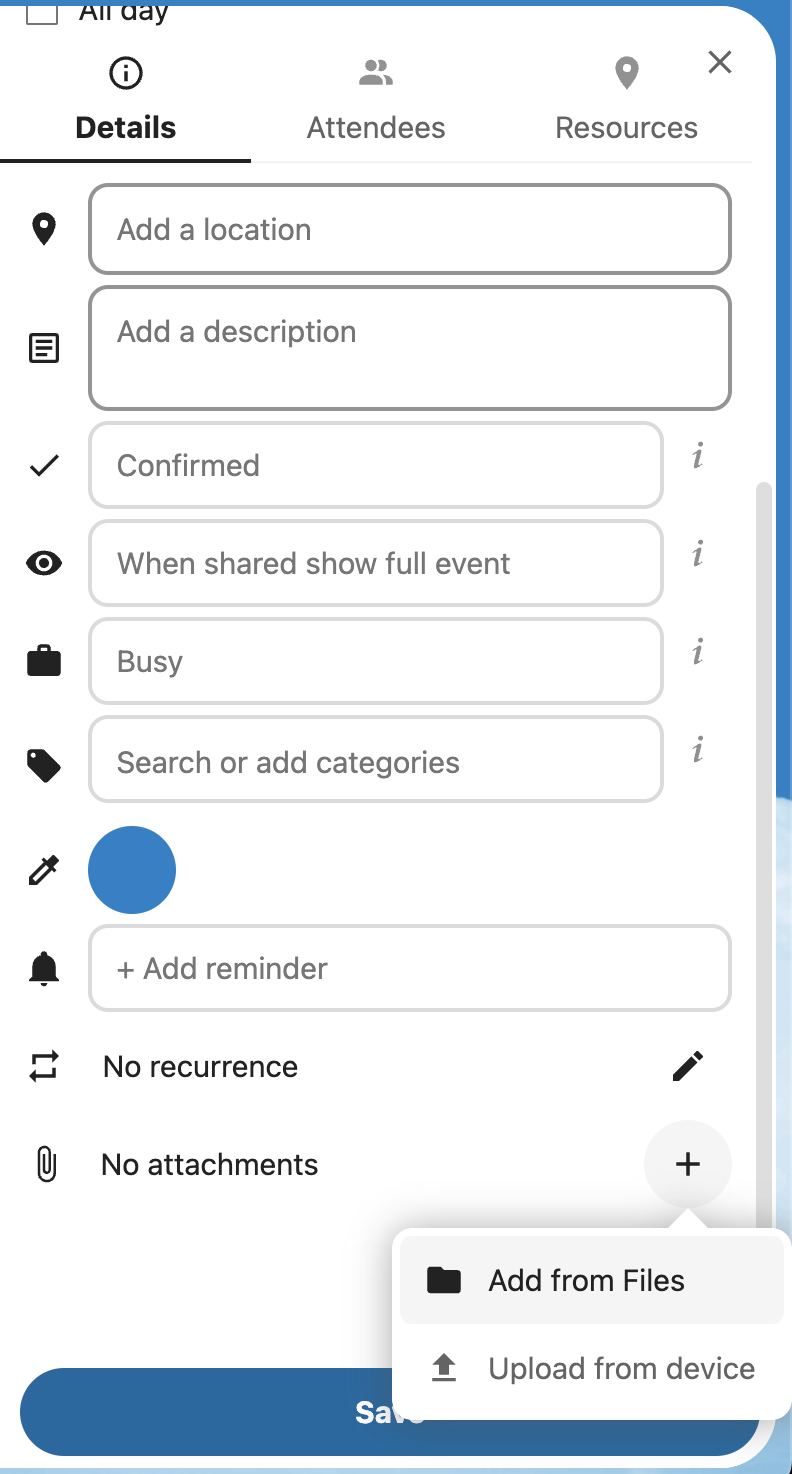 All day
Details
Attendees
Resources
Add a location
Add a description
Confirmed
i
When shared show full event
i
Busy
i
Search or add categories
i
+ Add reminder
No recurrence
No attachments
Add from Files
Upload from device
Save